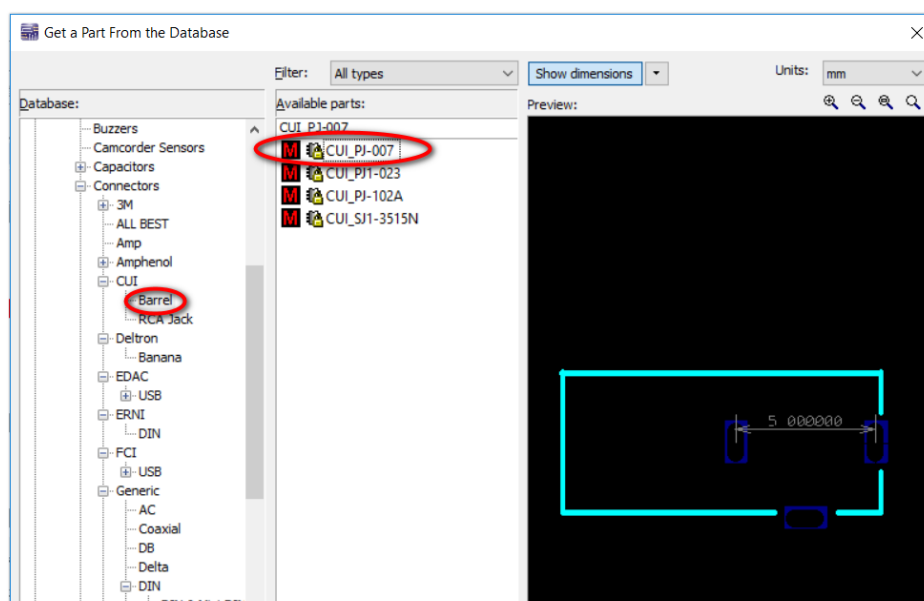 Get a Part From the Database
Filter: All types
Show dimensions
Units: mm
Database:
Available parts:
Preview:
Buzzers
Camcorder Sensors
Capacitors
Connectors
3M
ALL BEST
Amp
Amphenol
CUI
Barrel
RCA Jack
Deltron
Banana
EDAC
USB
ERNI
DIN
FCI
USB
Generic
AC
Coaxial
DB
Delta
DIN
CUI_PJ-007
M CUI_PJ-007
M CUI_PJ1-023
M CUI_PJ-102A
M CUI_SJ1-3515N
5 000000